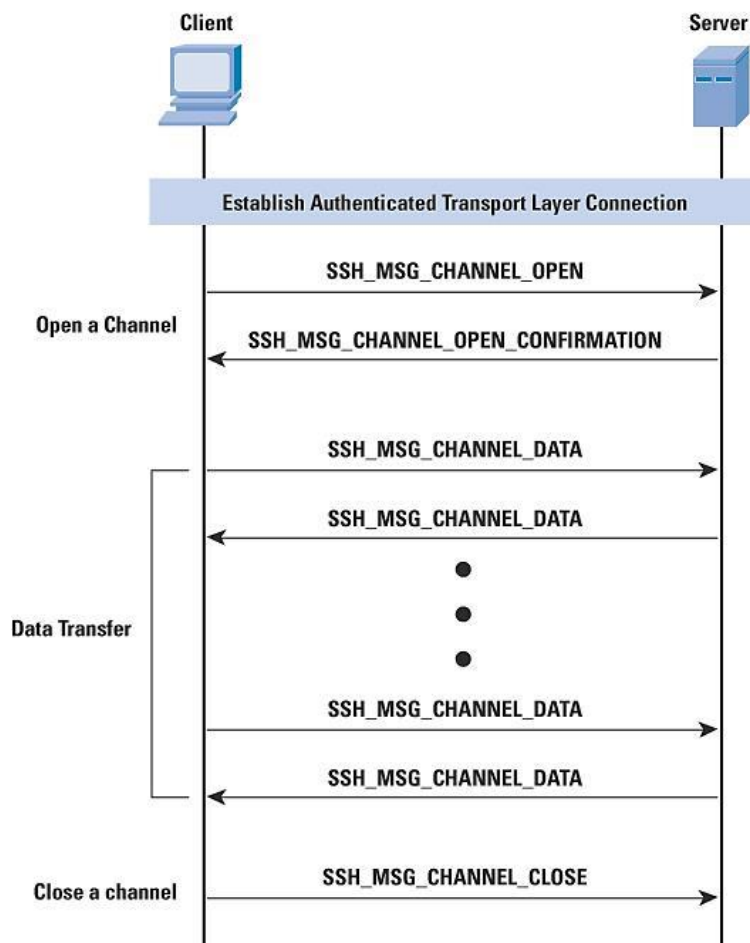 Client
Server
Establish Authenticated Transport Layer Connection
SSH_MSG_CHANNEL_OPEN
Open a Channel
SSH_MSG_CHANNEL_OPEN_CONFIRMATION
SSH_MSG_CHANNEL_DATA
SSH_MSG_CHANNEL_DATA
Data Transfer
SSH_MSG_CHANNEL_DATA
SSH_MSG_CHANNEL_DATA
Close a channel
SSH_MSG_CHANNEL_CLOSE